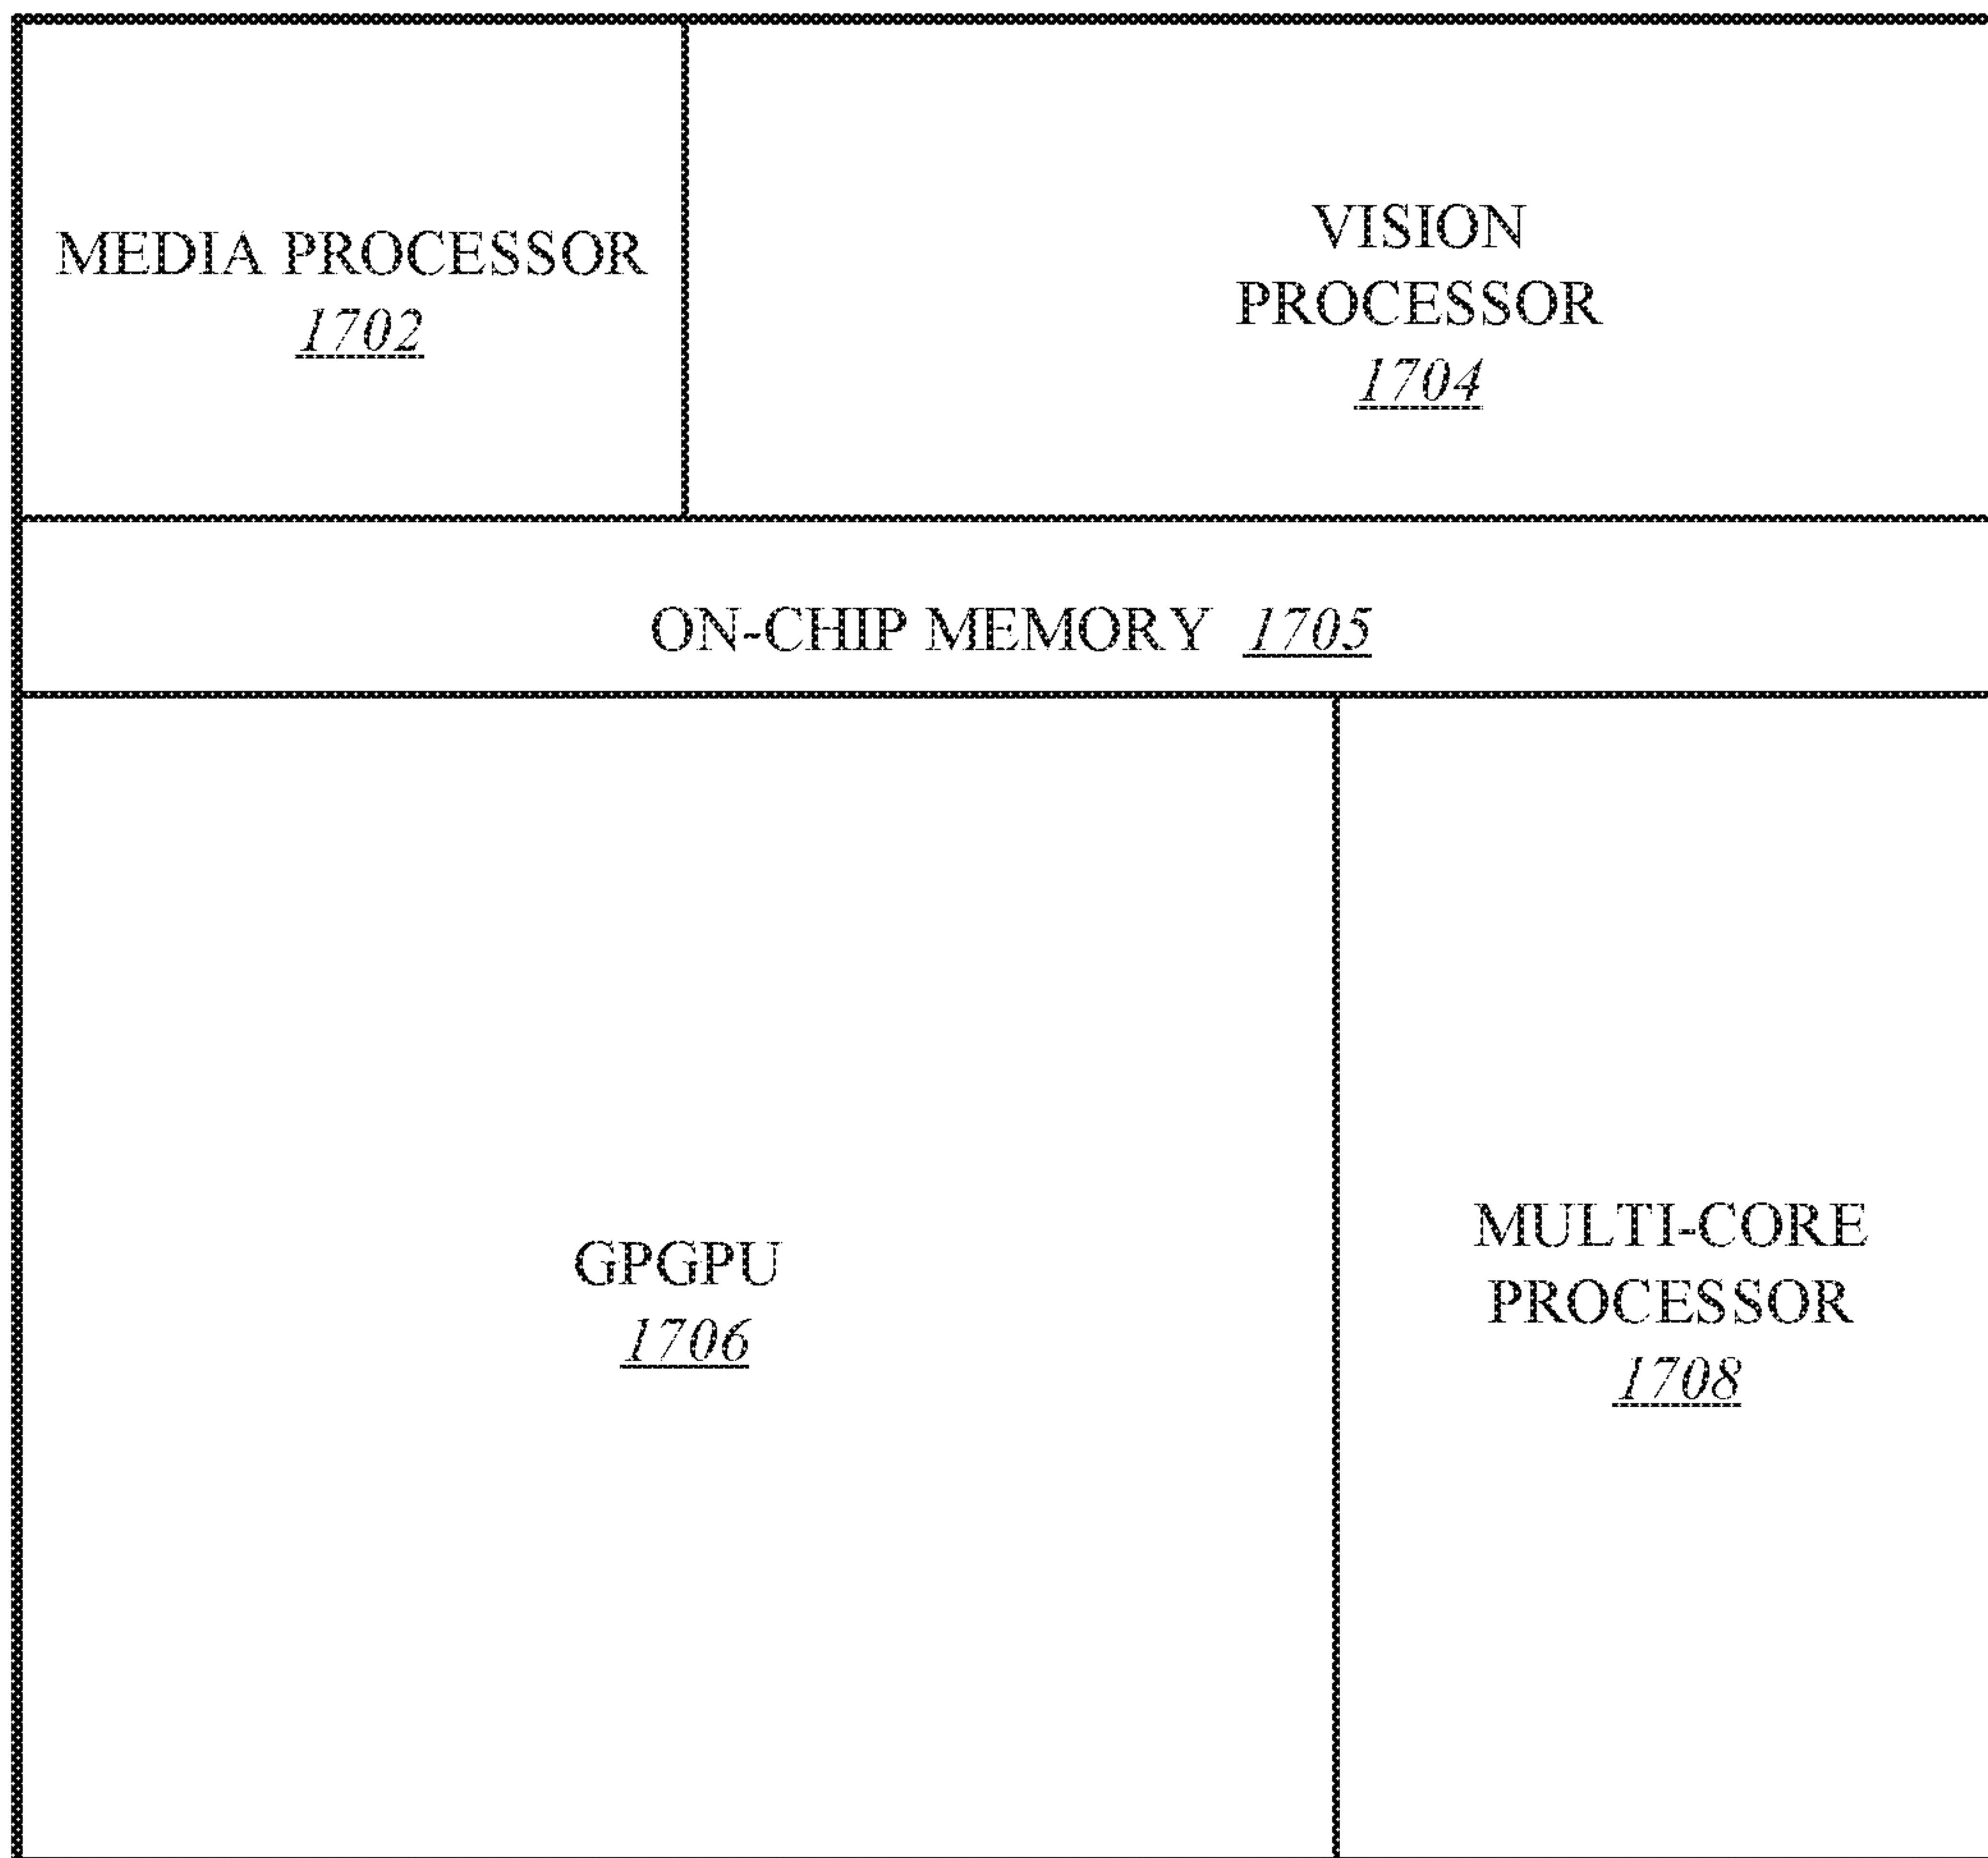 MEDIA PROCESSOR
1702
VISION
PROCESSOR
1704
ON-CHIP MEMORY 1705
GPGPU
1706
MULTI-CORE
PROCESSOR
1708